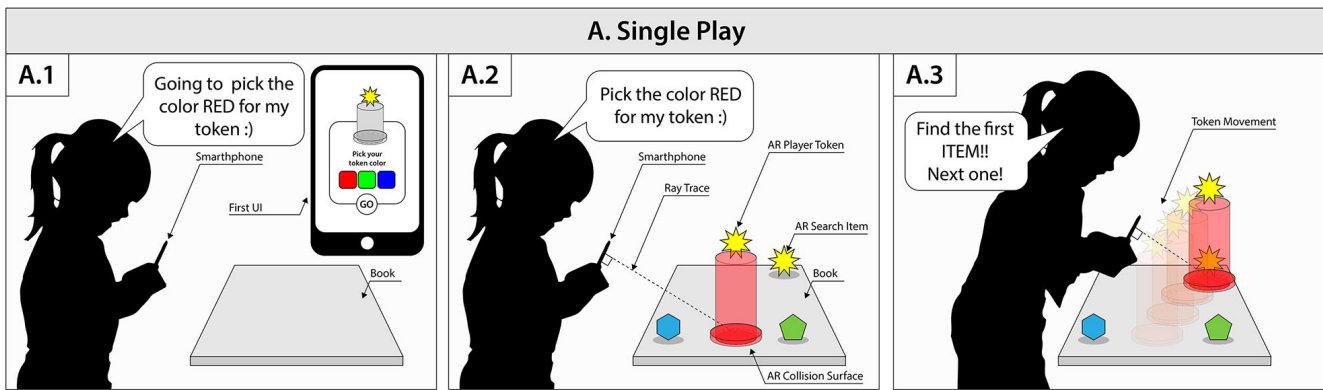 A. Single Play
A.1
Going to pick the
color RED for my
token :)
Smarthphone
First UI
Pick your
token color
GO
Book
A.2
Pick the color RED
for my token :)
Smarthphone
Ray Trace
AR Player Token
AR Search Item
Book
AR Collision Surface
A.3
Find the first
ITEM!!
Next one!
Token Movement